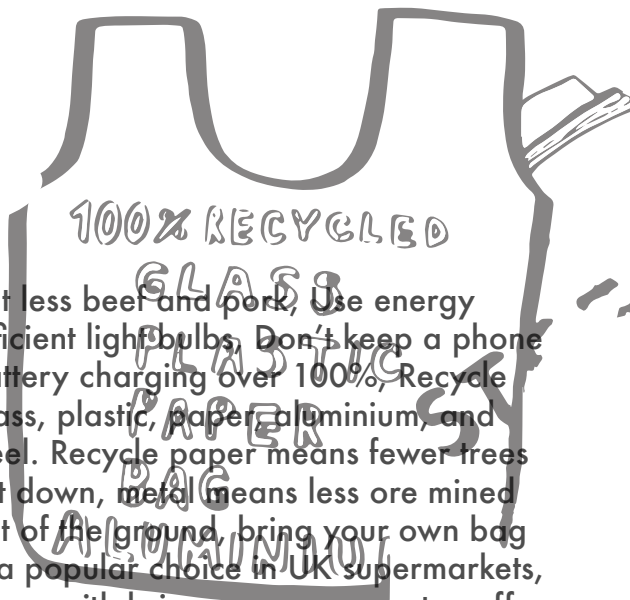 100% RECYCLED
GLASS
t less beef and pork, Use energy
ficient light bulbs, Don't keep a phone
PLASTIC
ttery charging over 100%, Recycle
ass, plastic, paper, aluminium, and
PAPER
el. Recycle paper means fewer trees
BAG
t down, metal means less ore mined
t of the ground, bring your own bag
ALUMINIU
a popular choice in UK supermarkets,